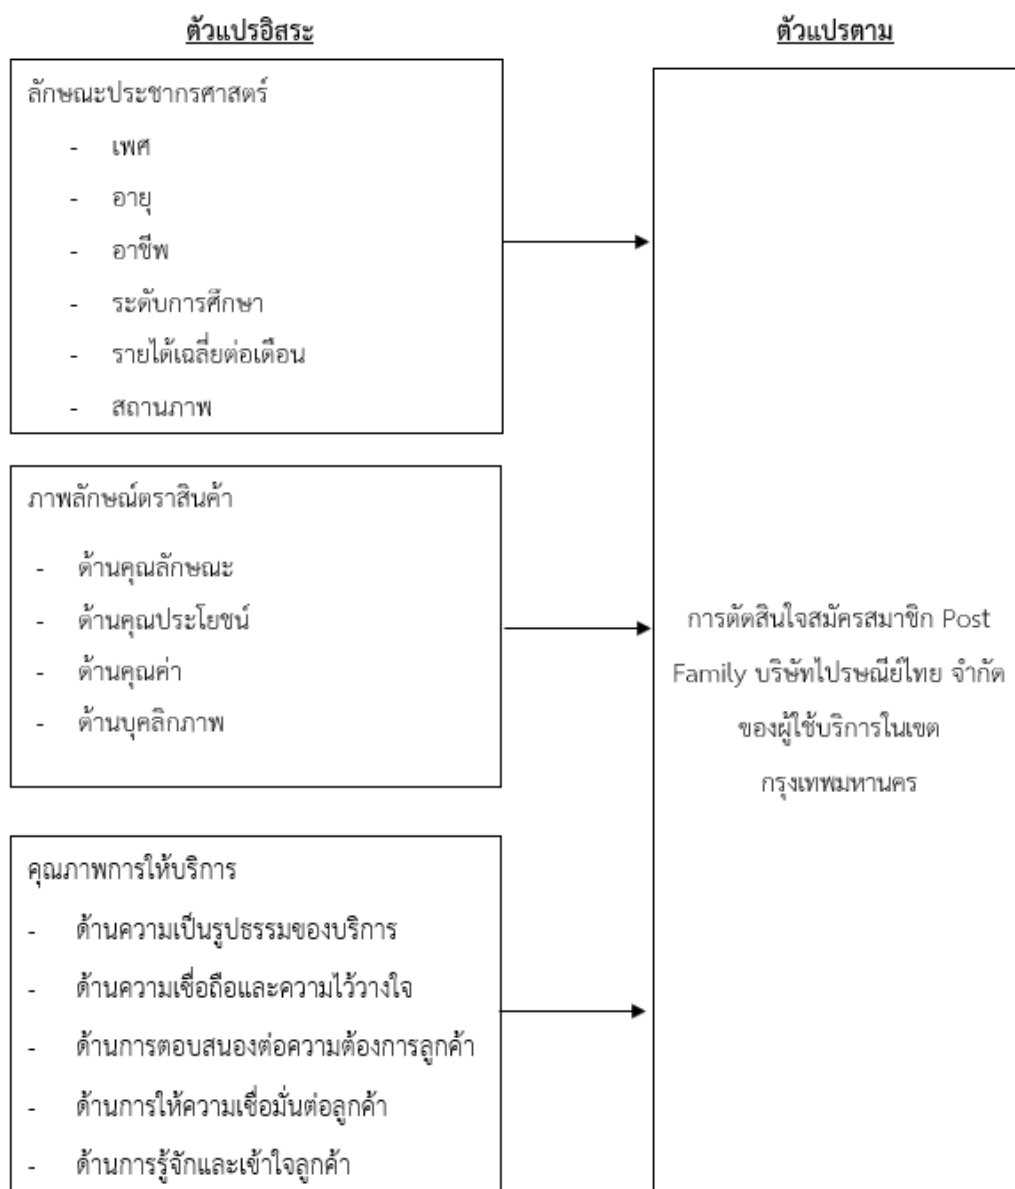 ตัวแปรอิสระ
ตัวแปรตาม
ลักษณะประชากรศาสตร์
- เพศ
- อายุ
- อาชีพ
- ระดับการศึกษา
- รายได้เฉลี่ยต่อเดือน
- สถานภาพ
ภาพลักษณ์ตราสินค้า
- ด้านคุณลักษณะ
- ด้านคุณประโยชน์
- ด้านคุณค่า
- ด้านบุคลิกภาพ
คุณภาพการให้บริการ
- ด้านความเป็นรูปธรรมของบริการ
- ด้านความเชื่อถือและความไว้วางใจ
- ด้านการตอบสนองต่อความต้องการลูกค้า
- ด้านการให้ความเชื่อมั่นต่อลูกค้า
- ด้านการรู้จักและเข้าใจลูกค้า
การตัดสินใจสมัครสมาชิก Post
Family บริษัทไปรษณีย์ไทย จำกัด
ของผู้ใช้บริการในเขต
กรุงเทพมหานคร